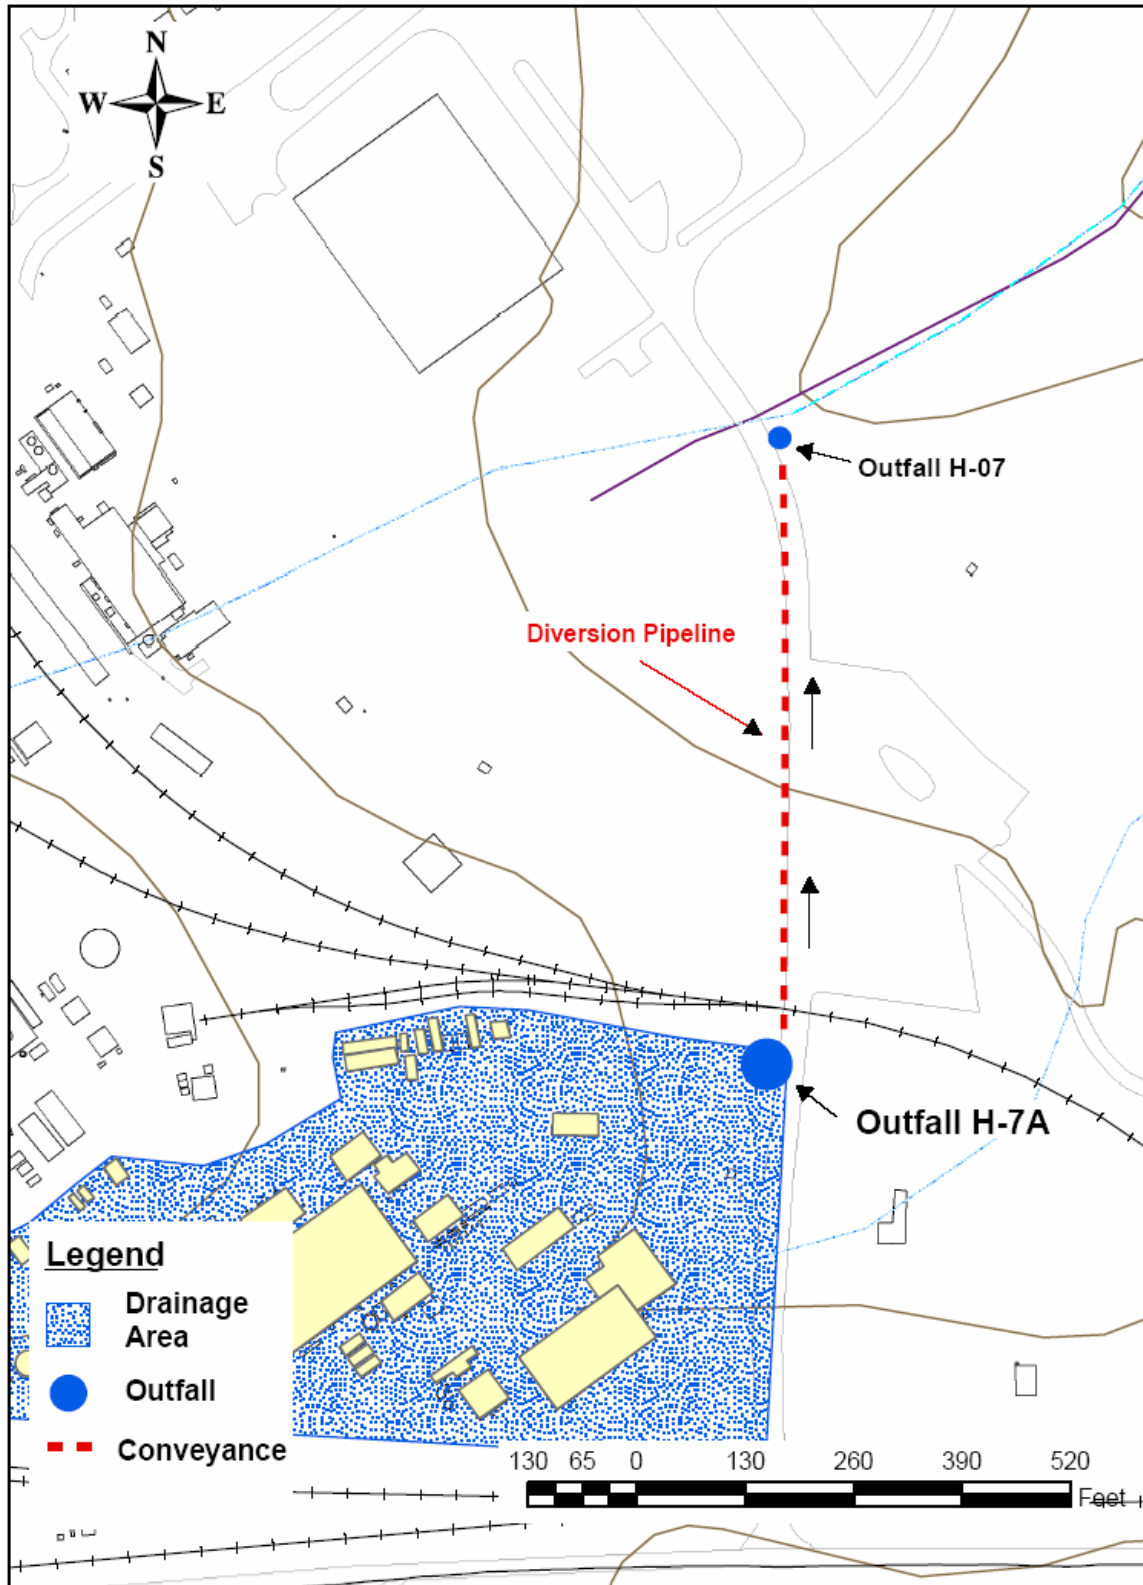 N
W E
S
Outfall H-07
Diversion Pipeline
Outfall H-7A
Legend
Drainage
Area
Outfall
Conveyance
130 65 0 130 260 390 520
Feet